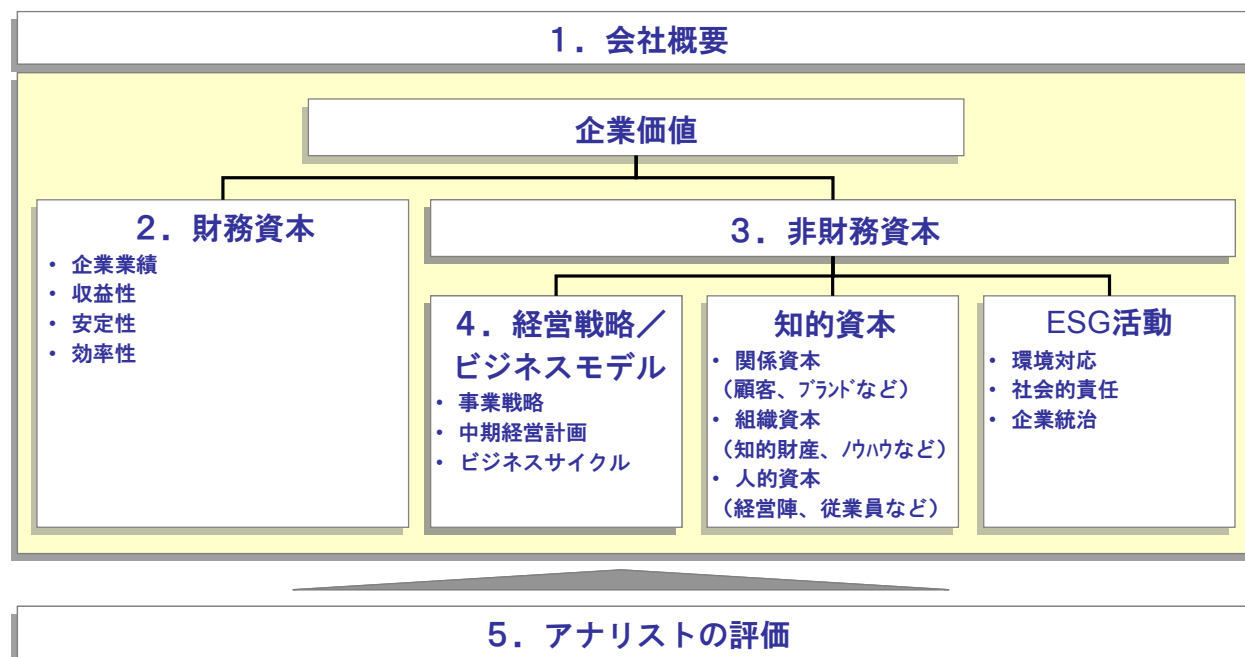 １．会社概要
企業価値
２．財務資本
• 企業業績
• 収益性
• 安定性
• 効率性
３．非財務資本
４．経営戦略／
ビジネスモデル
• 事業戦略
• 中期経営計画
• ビジネスサイクル
知的資本
• 関係資本
（顧客、ﾌﾞﾗﾝﾄﾞなど）
• 組織資本
（知的財産、ﾉｳﾊｳなど）
• 人的資本
（経営陣、従業員など）
ESG活動
• 環境対応
• 社会的責任
• 企業統治
５．アナリストの評価